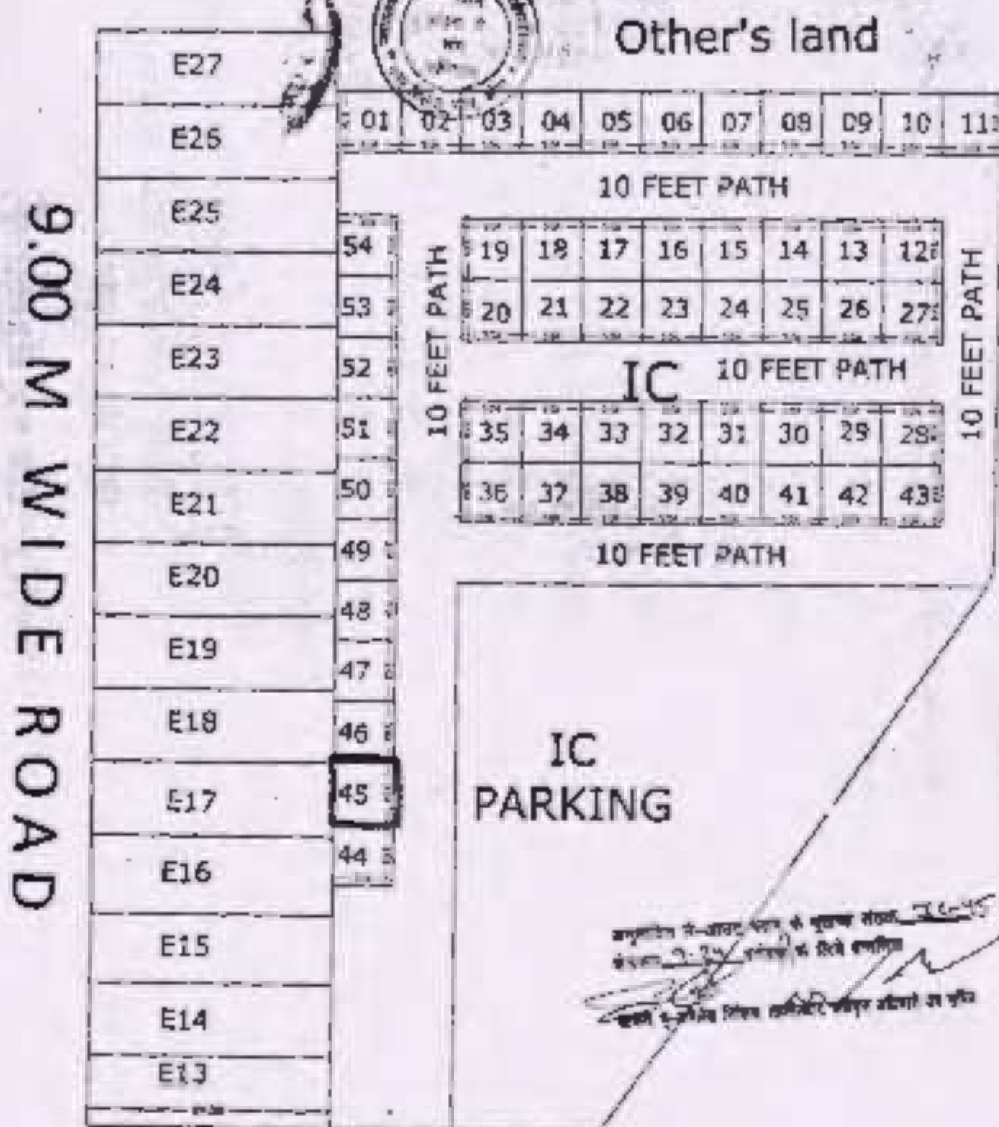 Other's land
E27
E26
E25
E24
E23
E22
E21
E20
E19
E18
E17
E16
E15
E14
E13
9.00 M WIDE ROAD
01 02 03 04 05 06 07 08 09 10 11
10 FEET PATH
54
53
52
51
50
49
48
47
46
45
44
10 FEET PATH
19 18 17 16 15 14 13 12
20 21 22 23 24 25 26 27
IC 10 FEET PATH
35 34 33 32 31 30 29 28
36 37 38 39 40 41 42 43
10 FEET PATH
10 FEET PATH
IC
PARKING